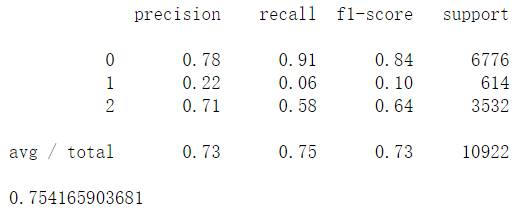 precision recall f1-score support
0 0.78 0.91 0.84 6776
1 0.22 0.06 0.10 614
2 0.71 0.58 0.64 3532
avg / total 0.73 0.75 0.73 10922
0.754165903681